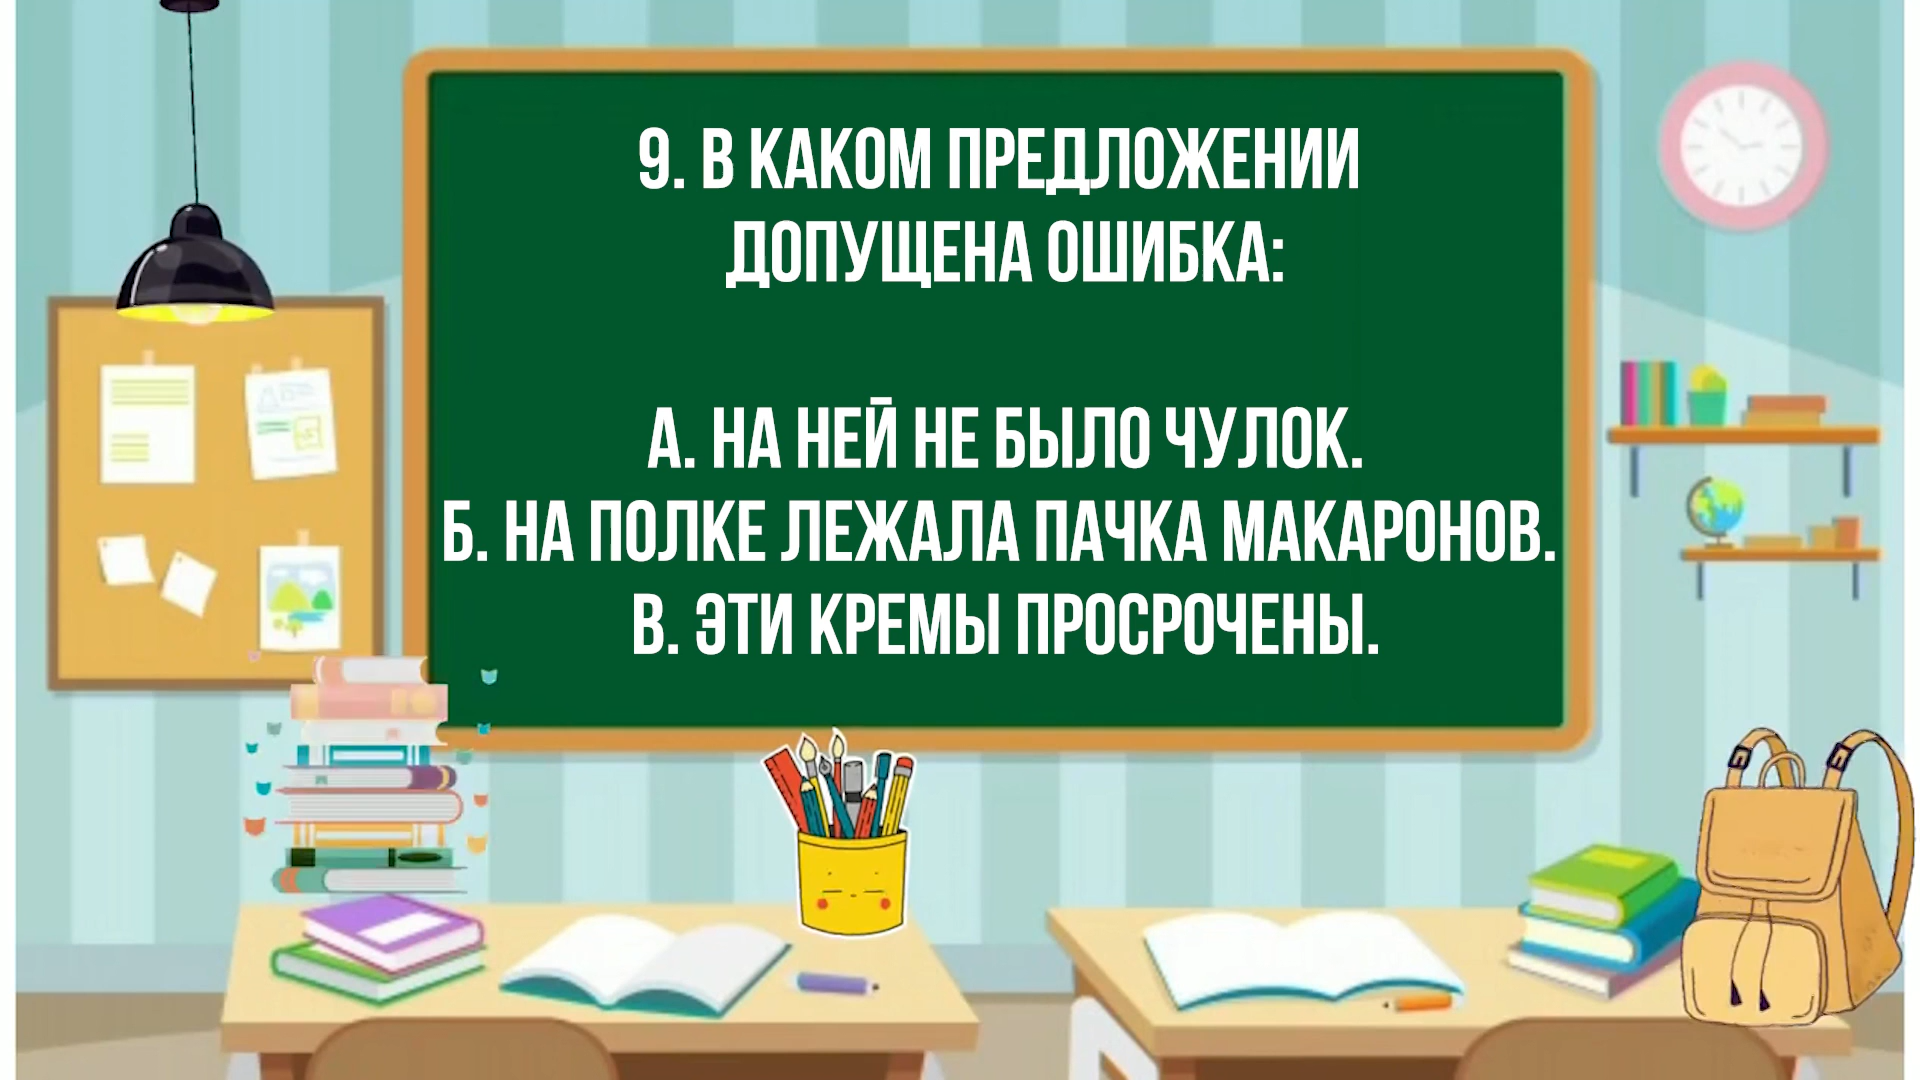 9. В КАКОМ ПРЕДЛОЖЕНИИ
ДОПУЩЕНА ОШИБКА:
А. НА НЕЙ НЕ БЫЛО ЧУЛОК.
Б. НА ПОЛКЕ ЛЕЖАЛА ПАЧКА МАКАРОНОВ.
В. ЭТИ КРЕМЫ ПРОСРОЧЕНЫ.